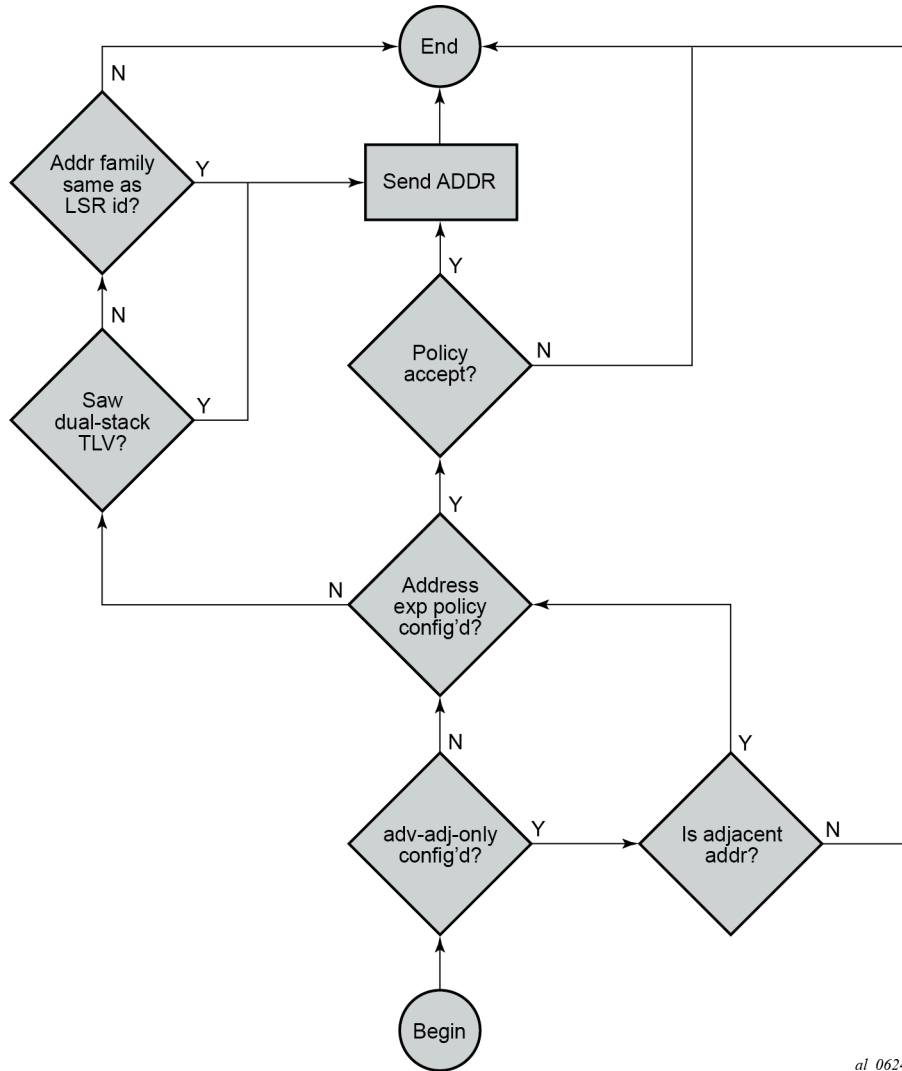 End
N
Addr family
same as
LSR id?
Y
Send ADDR
N
Y
Saw
dual-stack
TLV?
Y
Policy
accept?
N
Y
N
Address
exp policy
config'd?
N
Y
adv-adj-only
config'd?
Y
Is adjacent
addr?
N
Begin
al_0624